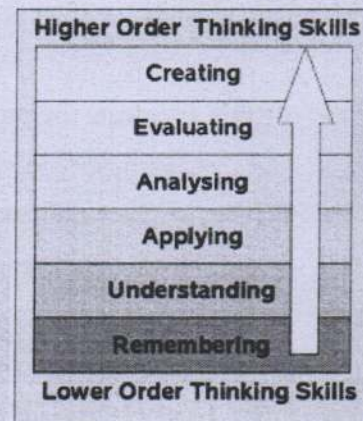 Higher Order Thinking Skills
Creating
Evaluating
Analysing
Applying
Understanding
Remembering
Lower Order Thinking Skills